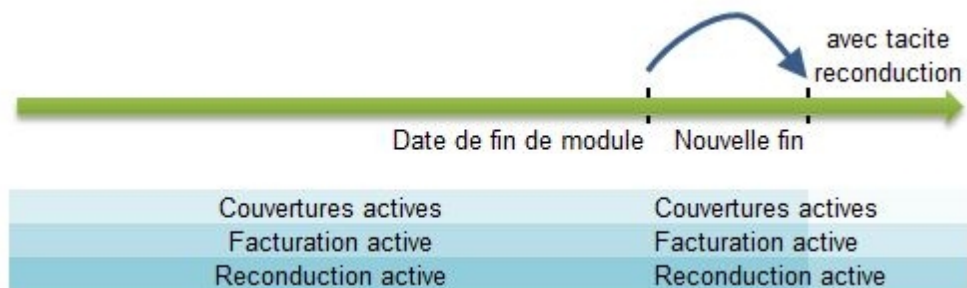 avec tacite
reconduction
Date de fin de module Nouvelle fin
Couvertures actives Couvertures actives
Facturation active Facturation active
Reconduction active Reconduction active